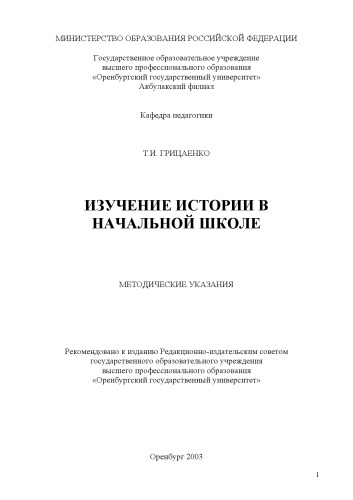 МИНИСТЕРСТВО ОБРАЗОВАНИЯ РОССИЙСКОЙ ФЕДЕРАЦИИ
Государственное образовательное учреждение
высшего профессионального образования
«Оренбургский государственный университет»
Акбулакский филиал
Кафедра педагогики
Т.И. ГРИЦАЕНКО
ИЗУЧЕНИЕ ИСТОРИИ В
НАЧАЛЬНОЙ ШКОЛЕ
МЕТОДИЧЕСКИЕ УКАЗАНИЯ
Рекомендовано к изданию Редакционно-издательским советом
государственного образовательного учреждения
высшего профессионального образования
«Оренбургский государственный университет»
Оренбург 2003
1